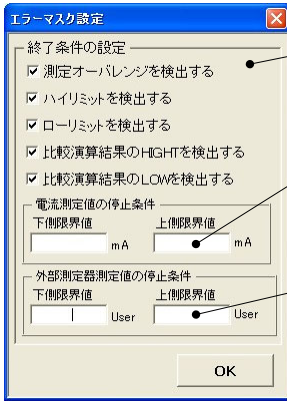 エラーマスク設定
終了条件の設定
測定オーバレンジを検出する
ハイリミットを検出する
ローリミットを検出する
比較演算結果のHIGHTを検出する
比較演算結果のLOWを検出する
電流測定値の停止条件
下側限界値 上側限界値
mA mA
外部測定器測定値の停止条件
下側限界値 上側限界値
User User
OK